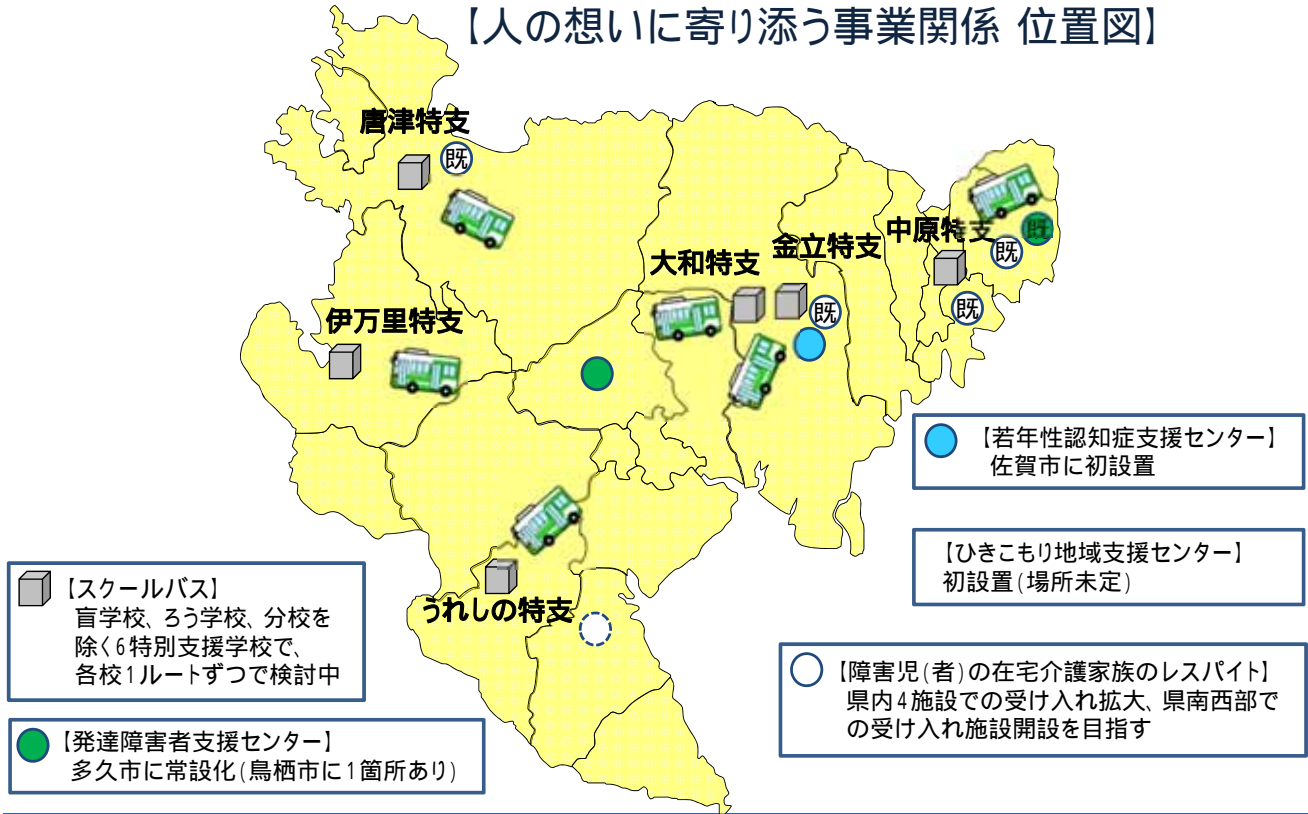 【人の想いに寄り添う事業関係 位置図】
唐津特支
既
中原特支
既
既
金立特支
大和特支
既
既
伊万里特支
うれしの特支
【若年性認知症支援センター】
佐賀市に初設置
【ひきこもり地域支援センター】
初設置(場所未定)
【スクールバス】
盲学校、ろう学校、分校を
除く6特別支援学校で、
各校1ルートずつで検討中
【障害児(者)の在宅介護家族のレスパイト】
県内4施設での受け入れ拡大、県南西部で
の受け入れ施設開設を目指す
【発達障害者支援センター】
多久市に常設化(鳥栖市に1箇所あり)